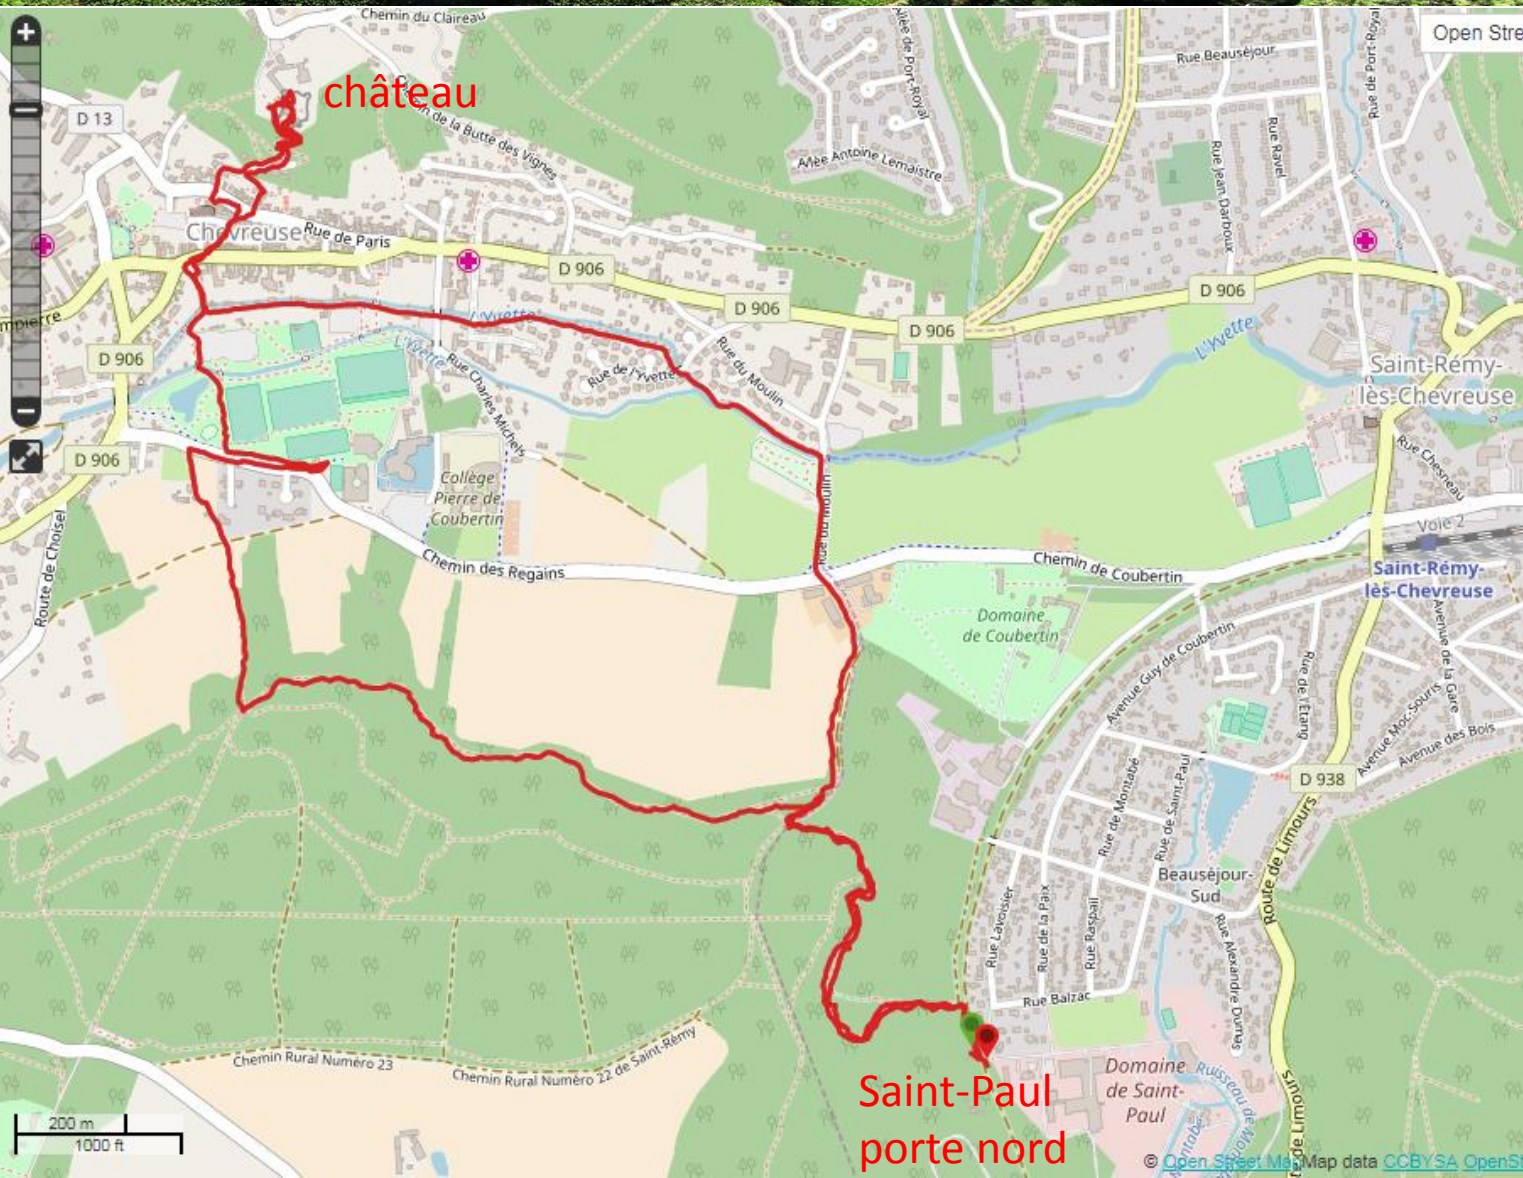 Chemin du Claireau
Allée de Port-Royal
Open Stre
Rue Beauséjour
Rue de Port-Royal
château
D 13
de la Butte des Vignes
Allée Antoine Lemaistre
Rue Jean Darboux
Rue Ravel
Chevreuse
Rue de Paris
D 906
D 906
D 906
D 906
mpierre
L'Yvette
L'Yvette
L'Yvette
D 906
Rue Charles Michels
Rue de l'Yvette
Rue du Moulin
Saint-Rémy-
lès-Chevreuse
D 906
Collège
Pierre de
Coubertin
Rue du Moulin
Rue Chesneau
Voie 2
Route de Choisel
Chemin des Regains
Chemin de Coubertin
Saint-Rémy-
lès-Chevreuse
Domaine
de Coubertin
Avenue Guy de Coubertin
Rue de l'Étang
Avenue de la Gare
Avenue Moc-Souris
Avenue des Bois
D 938
Rue de Montabé
Rue de Saint-Paul
Route de Limours
Beauséjour-
Sud
Rue Lavoisier
Rue de la Paix
Rue Raspail
Rue Alexandre Dumas
Rue Balzac
Chemin Rural Numéro 23
Chemin Rural Numéro 22 de Saint-Rémy
Saint-Paul
porte nord
Domaine
de Saint-
Paul
Ruisseau de
Montabé
de Limours
200 m
1000 ft
© Open Street Map Map data CCBYSA OpenSt